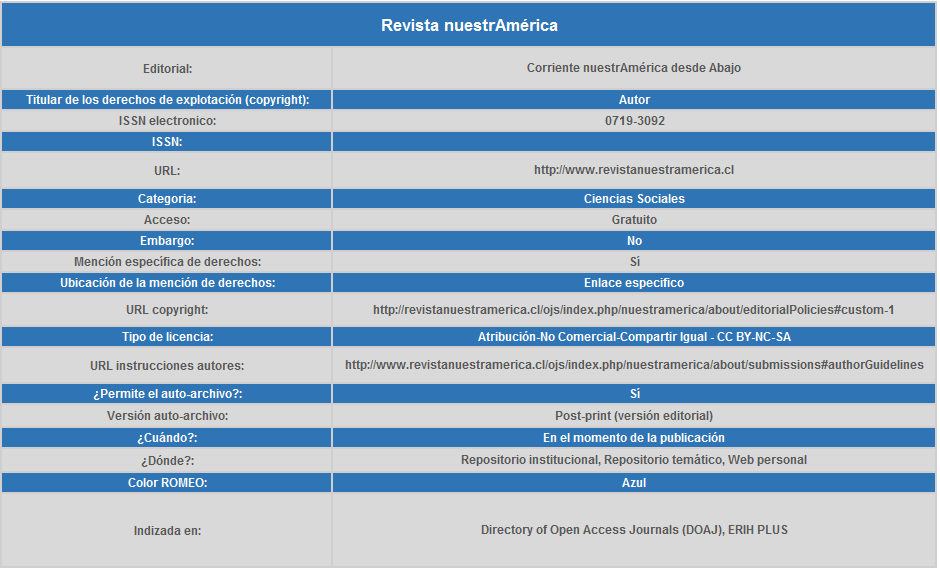 Revista nuestrAmérica
Editorial: Corriente nuestrAmérica desde Abajo
Titular de los derechos de explotación (copyright): Autor
ISSN electronico: 0719-3092
ISSN:
URL: http://www.revistanuestramerica.cl
Categoria: Ciencias Sociales
Acceso: Gratuito
Embargo: No
Mención especifica de derechos: Sí
Ubicación de la mención de derechos: Enlace especifico
URL copyright: http://revistanuestramerica.cl/ojs/index.php/nuestramerica/about/editorialPolicies#custom-1
Tipo de licencia: Atribución-No Comercial-Compartir Igual - CC BY-NC-SA
URL instrucciones autores: http://www.revistanuestramerica.cl/ojs/index.php/nuestramerica/about/submissions#authorGuidelines
¿Permite el auto-archivo?: Sí
Versión auto-archivo: Post-print (versión editorial)
¿Cuándo?: En el momento de la publicación
¿Dónde?: Repositorio institucional, Repositorio temático, Web personal
Color ROMEO: Azul
Indizada en: Directory of Open Access Journals (DOAJ), ERIH PLUS